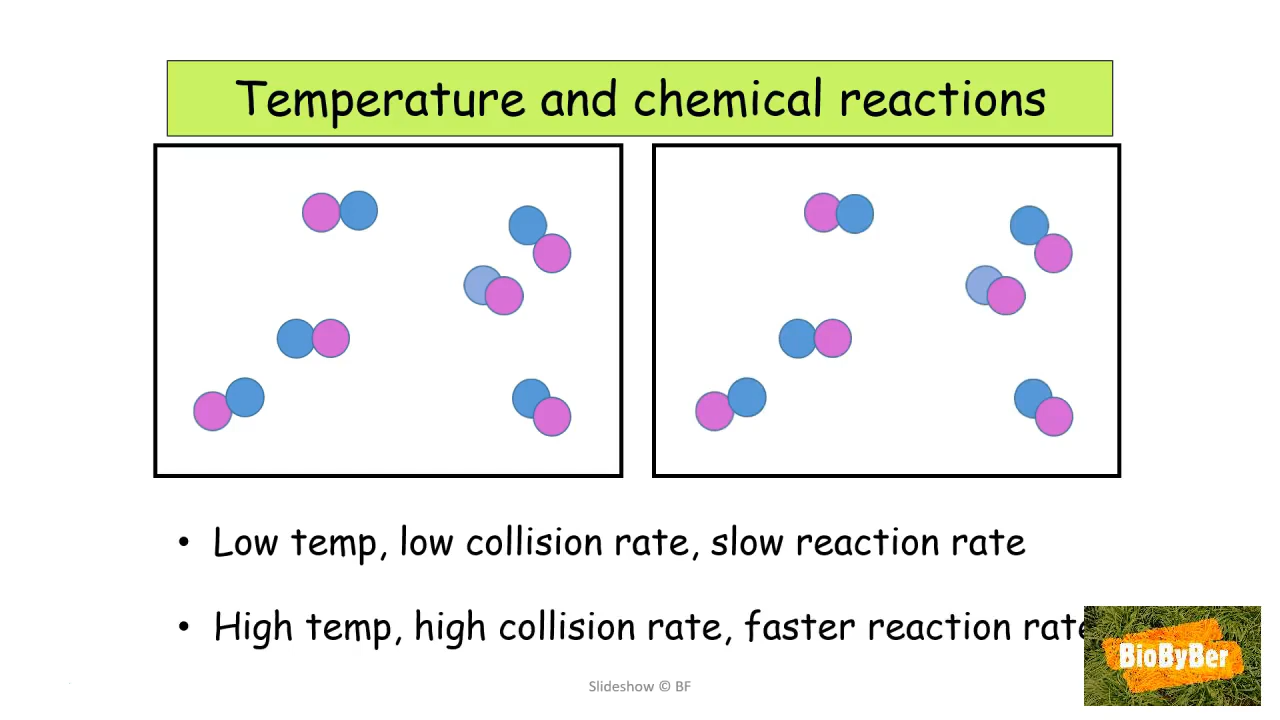 Temperature and chemical reactions
• Low temp, low collision rate, slow reaction rate
• High temp, high collision rate, faster reaction rate
BioByBer
Slideshow © BF